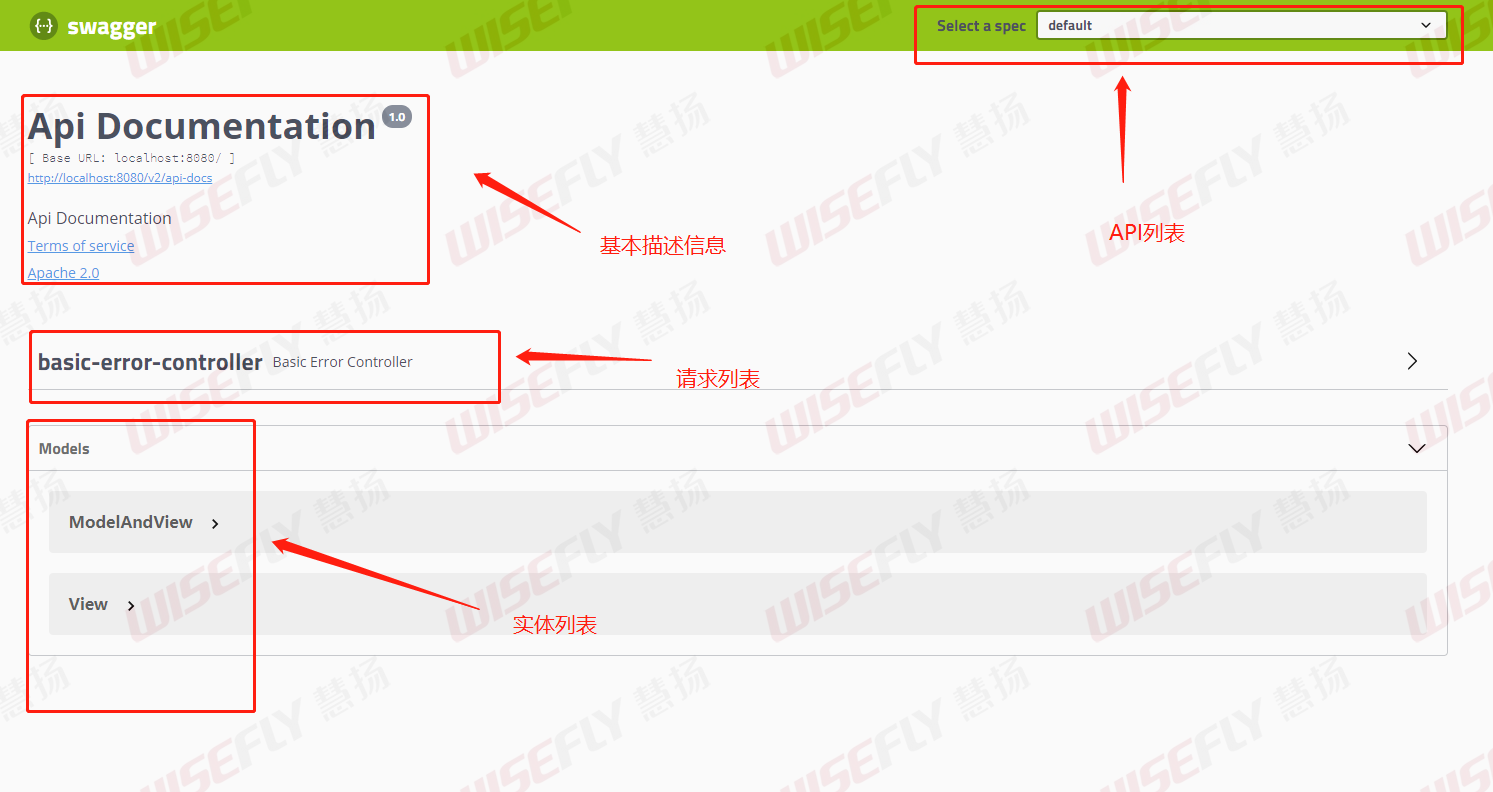 swagger
Select a spec
default
Api Documentation 1.0
[ Base URL: localhost:8080/ ]
http://localhost:8080/v2/api-docs
Api Documentation
Terms of service
Apache 2.0
基本描述信息
API列表
basic-error-controller Basic Error Controller
请求列表
Models
ModelAndView
View
实体列表
WISEFLY 慧扬